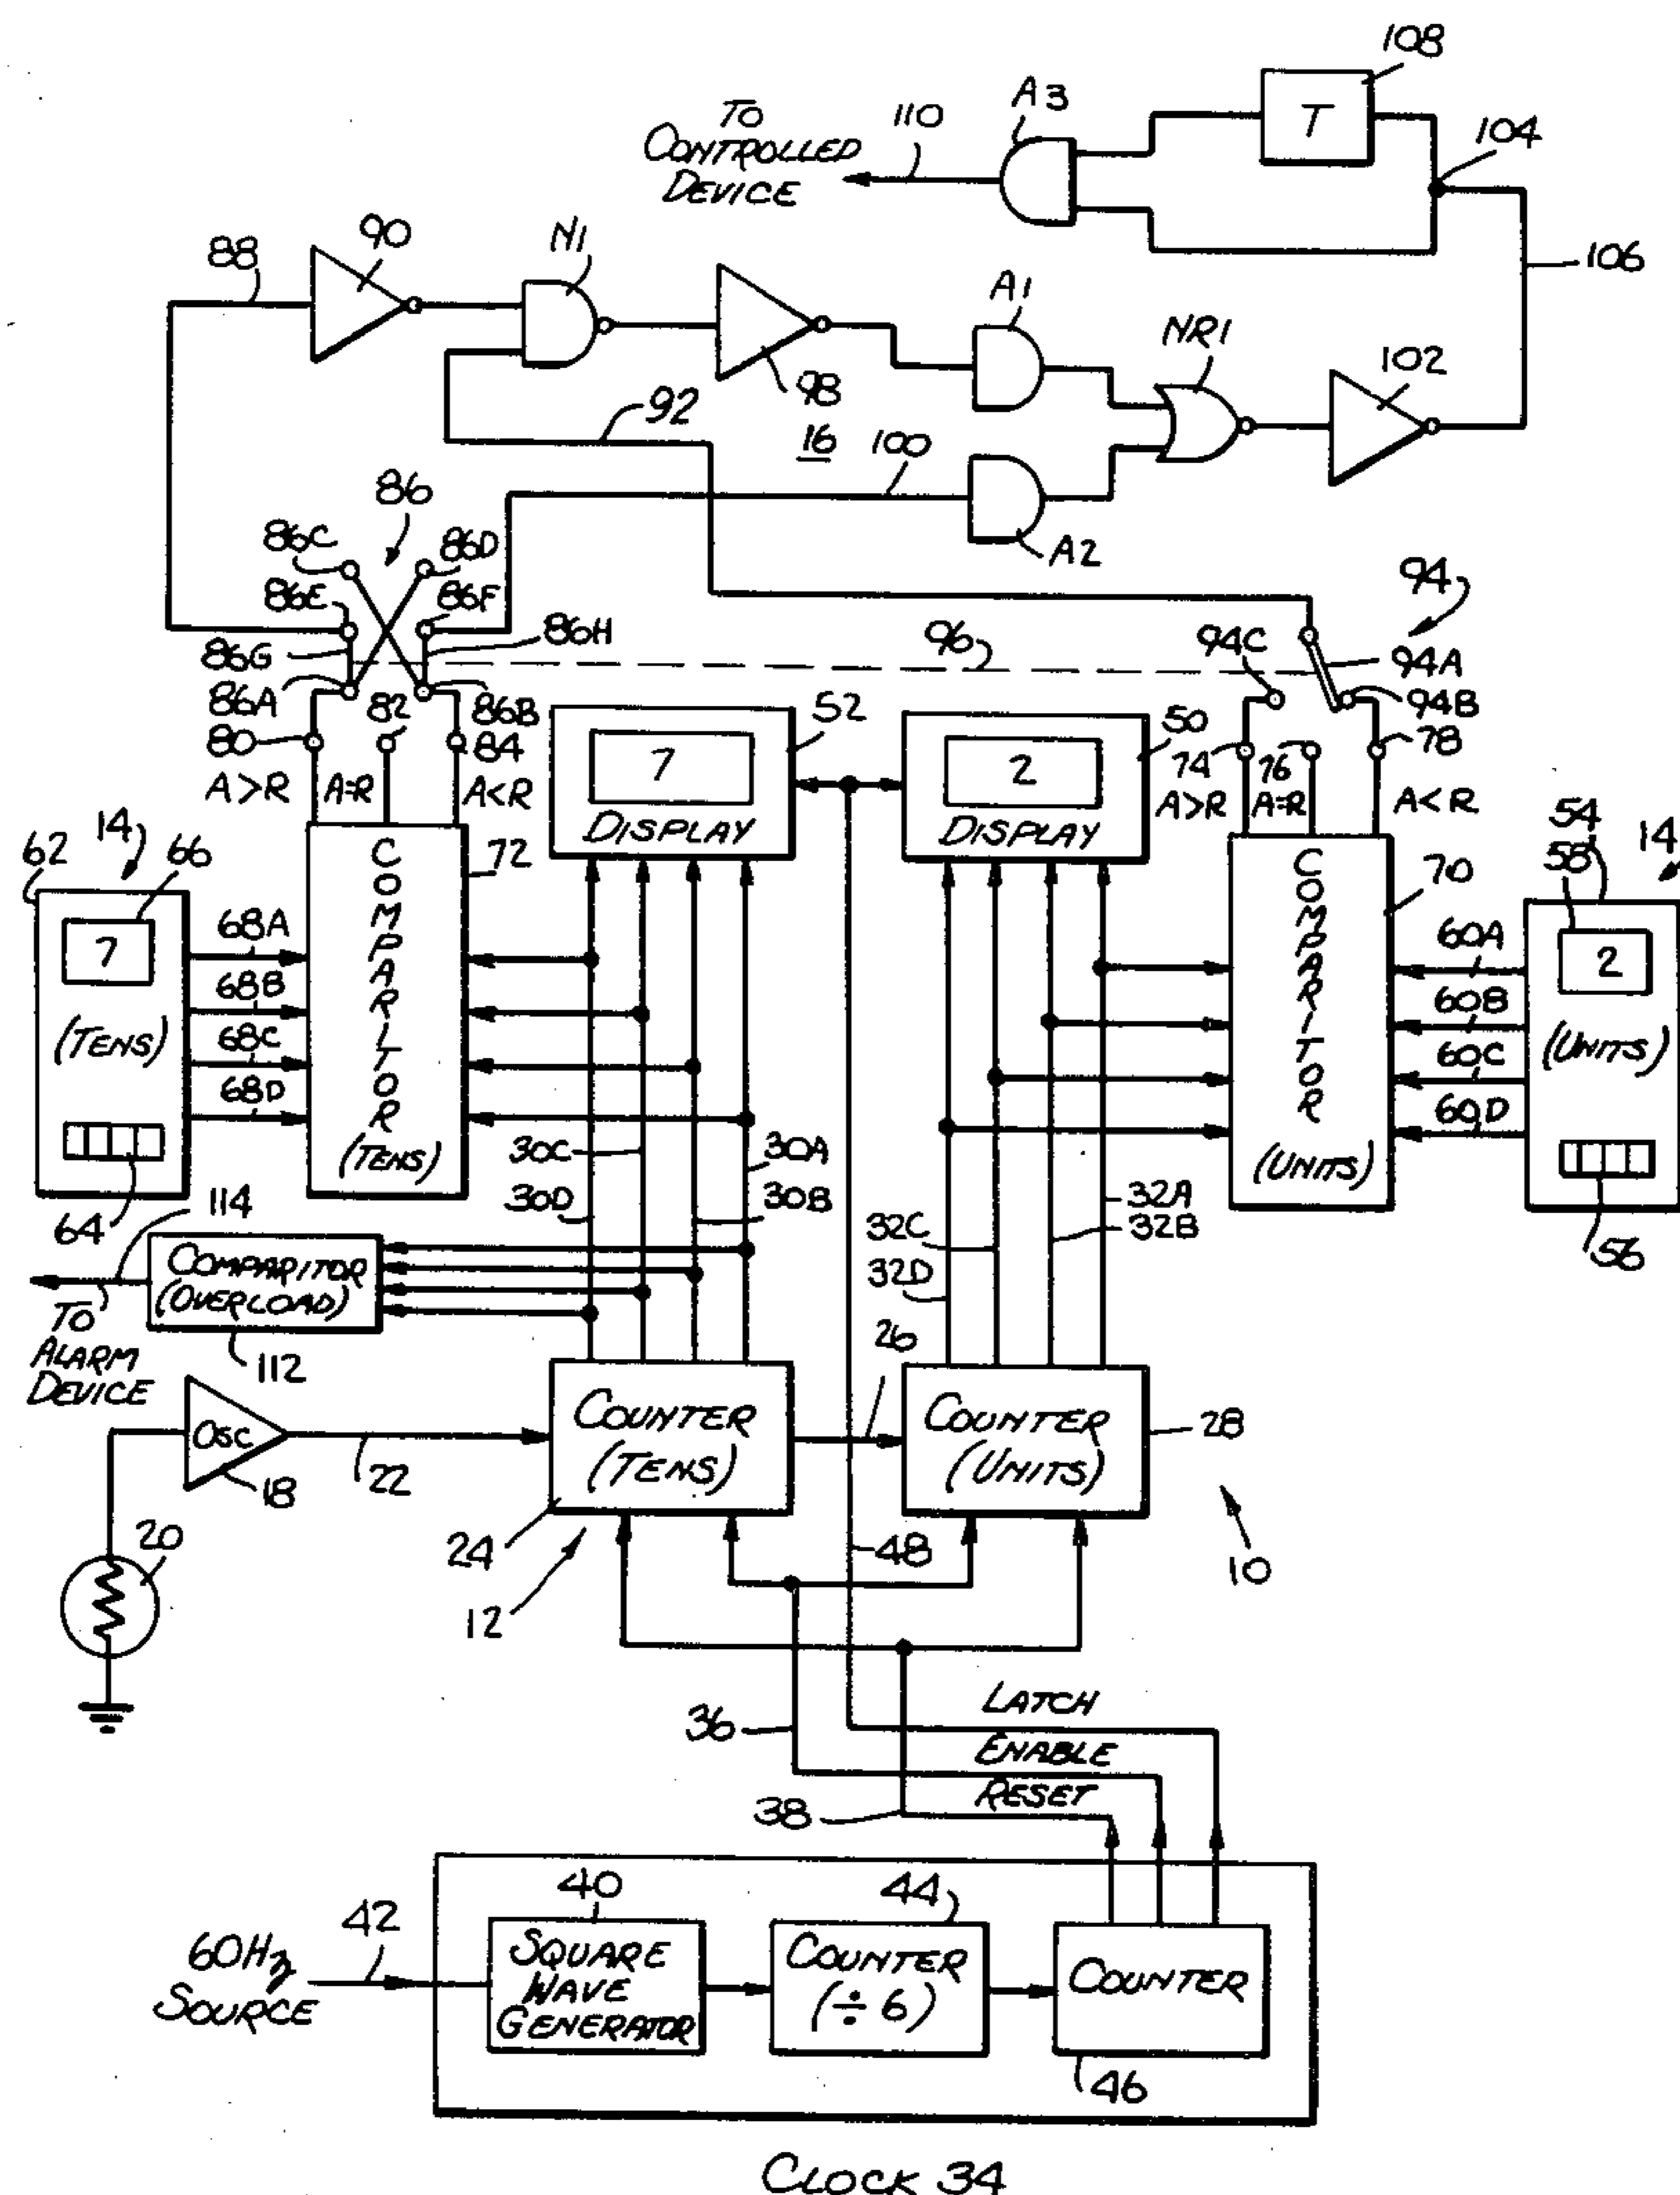 108
A3
TO
CONTROLLED
DEVICE
110
T
104
90
N1
88
A1
NR1
106
102
98
92
16
100
86
A2
86C
86D
94
86E
86F
86G
86H
96
94C
94A
86A
82
86B
52
50
94B
80
84
74
76
78
A>R
A=R
A<R
7
2
A>R
A=R
A<R
DISPLAY
DISPLAY
54
14
62
14
66
72
58
70
COMPARITOR
(TENS)
COMPARITOR
(UNITS)
7
(TENS)
68A
68B
68C
68D
60A
60B
60C
60D
2
(UNITS)
30C
30A
30D
30B
32A
32C
32B
32D
64
114
56
COMPARITOR
(OVERLOAD)
TO
ALARM
DEVICE
112
26
OSC
18
22
COUNTER
(TENS)
COUNTER
(UNITS)
28
20
24
12
48
10
LATCH
36
ENABLE
RESET
38
40
44
42
60Hz
SOURCE
SQUARE
WAVE
GENERATOR
COUNTER
(÷6)
COUNTER
46
CLOCK 34